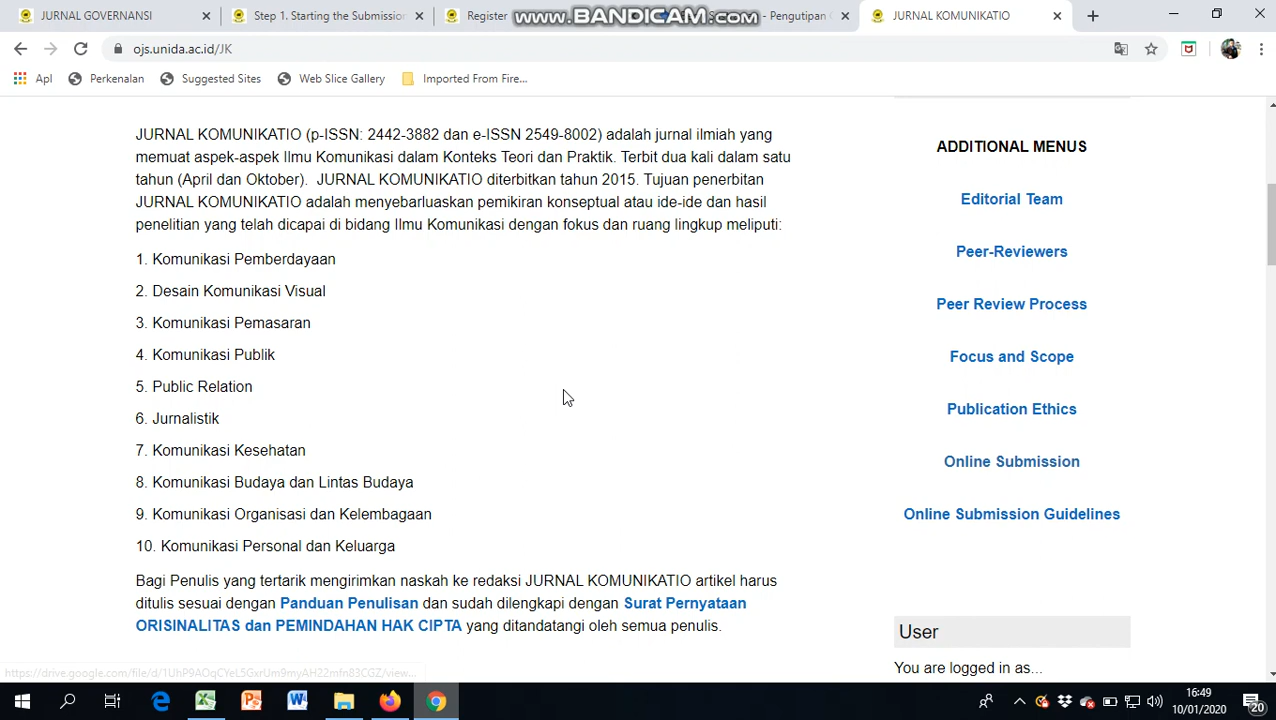 JURNAL GOVERNANSI
Step 1. Starting the Submission
Register
www.BANDICAM.com
- Pengutipan
JURNAL KOMUNIKATIO
ojs.unida.ac.id/JK
Apl
Perkenalan
Suggested Sites
Web Slice Gallery
Imported From Fire...
JURNAL KOMUNIKATIO (p-ISSN: 2442-3882 dan e-ISSN 2549-8002) adalah jurnal ilmiah yang
memuat aspek-aspek Ilmu Komunikasi dalam Konteks Teori dan Praktik. Terbit dua kali dalam satu
tahun (April dan Oktober). JURNAL KOMUNIKATIO diterbitkan tahun 2015. Tujuan penerbitan
JURNAL KOMUNIKATIO adalah menyebarluaskan pemikiran konseptual atau ide-ide dan hasil
penelitian yang telah dicapai di bidang Ilmu Komunikasi dengan fokus dan ruang lingkup meliputi:
1. Komunikasi Pemberdayaan
2. Desain Komunikasi Visual
3. Komunikasi Pemasaran
4. Komunikasi Publik
5. Public Relation
6. Jurnalistik
7. Komunikasi Kesehatan
8. Komunikasi Budaya dan Lintas Budaya
9. Komunikasi Organisasi dan Kelembagaan
10. Komunikasi Personal dan Keluarga
Bagi Penulis yang tertarik mengirimkan naskah ke redaksi JURNAL KOMUNIKATIO artikel harus
ditulis sesuai dengan Panduan Penulisan dan sudah dilengkapi dengan Surat Pernyataan
ORISINALITAS dan PEMINDAHAN HAK CIPTA yang ditandatangi oleh semua penulis.
ADDITIONAL MENUS
Editorial Team
Peer-Reviewers
Peer Review Process
Focus and Scope
Publication Ethics
Online Submission
Online Submission Guidelines
User
You are logged in as...
16:49
10/01/2020
20